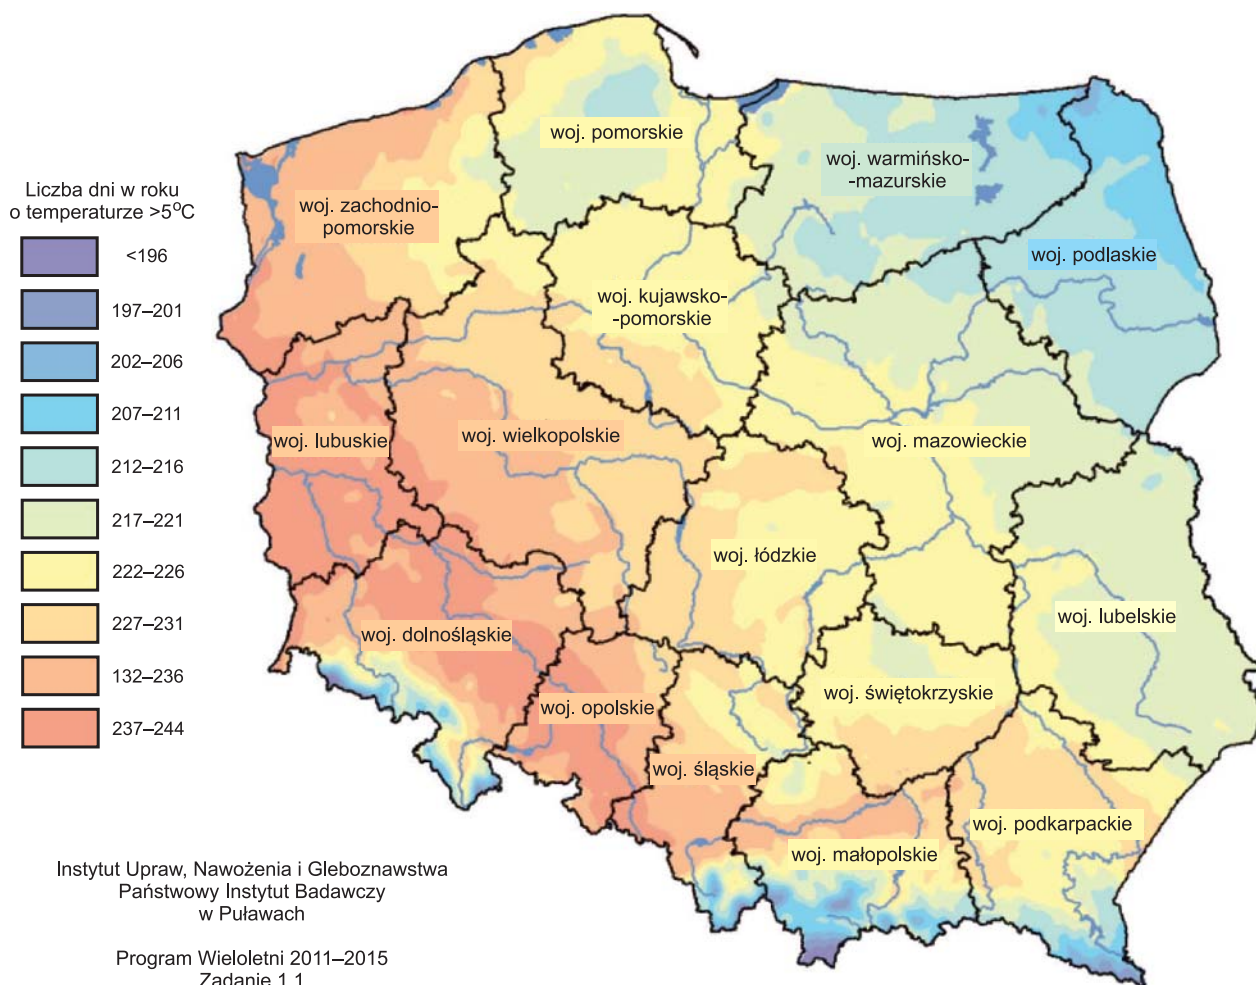 Liczba dni w roku
o temperaturze >5°C
<196
197–201
202–206
207–211
212–216
217–221
222–226
227–231
132–236
237–244
woj. pomorskie
woj. warmińsko-
-mazurskie
woj. zachodnio-
pomorskie
woj. podlaskie
woj. kujawsko-
-pomorskie
woj. lubuskie
woj. wielkopolskie
woj. mazowieckie
woj. łódzkie
woj. dolnośląskie
woj. lubelskie
woj. opolskie
woj. świętokrzyskie
woj. śląskie
woj. małopolskie
woj. podkarpackie
Instytut Upraw, Nawożenia i Gleboznawstwa
Państwowy Instytut Badawczy
w Puławach
Program Wieloletni 2011–2015
Zadanie 1.1